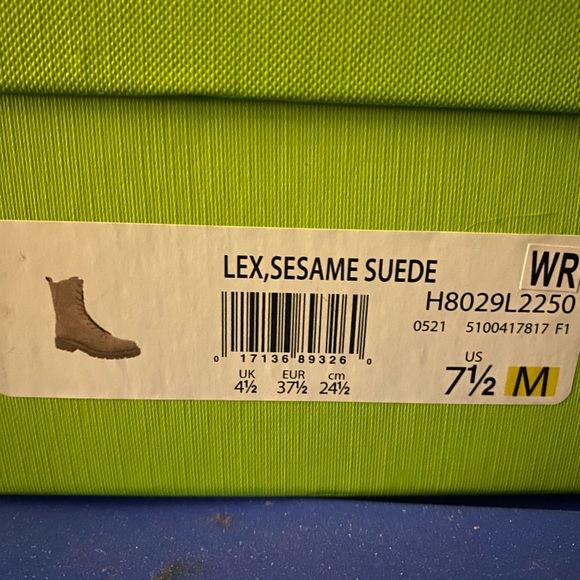 LEX,SESAME SUEDE
WR
H8029L2250
0521 5100417817 F1
0 17136 89326 0
UK EUR cm
4½ 37½ 24½
US
7½ M